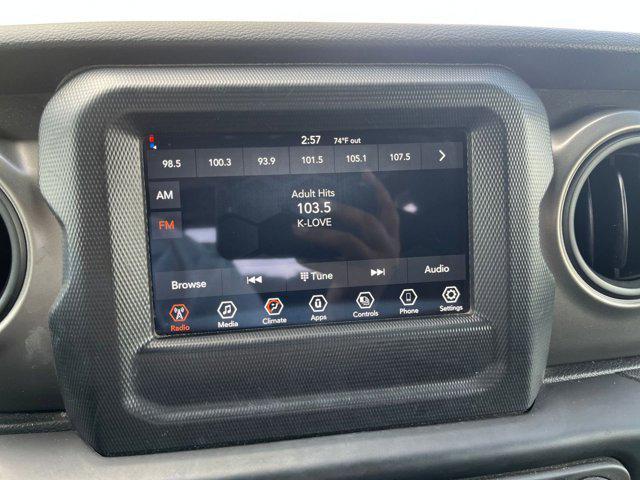 2:57 74°F out
98.5 100.3 93.9 101.5 105.1 107.5
AM
Adult Hits
103.5
FM
K-LOVE
Browse Tune Audio
Radio Media Climate Apps Controls Phone Settings